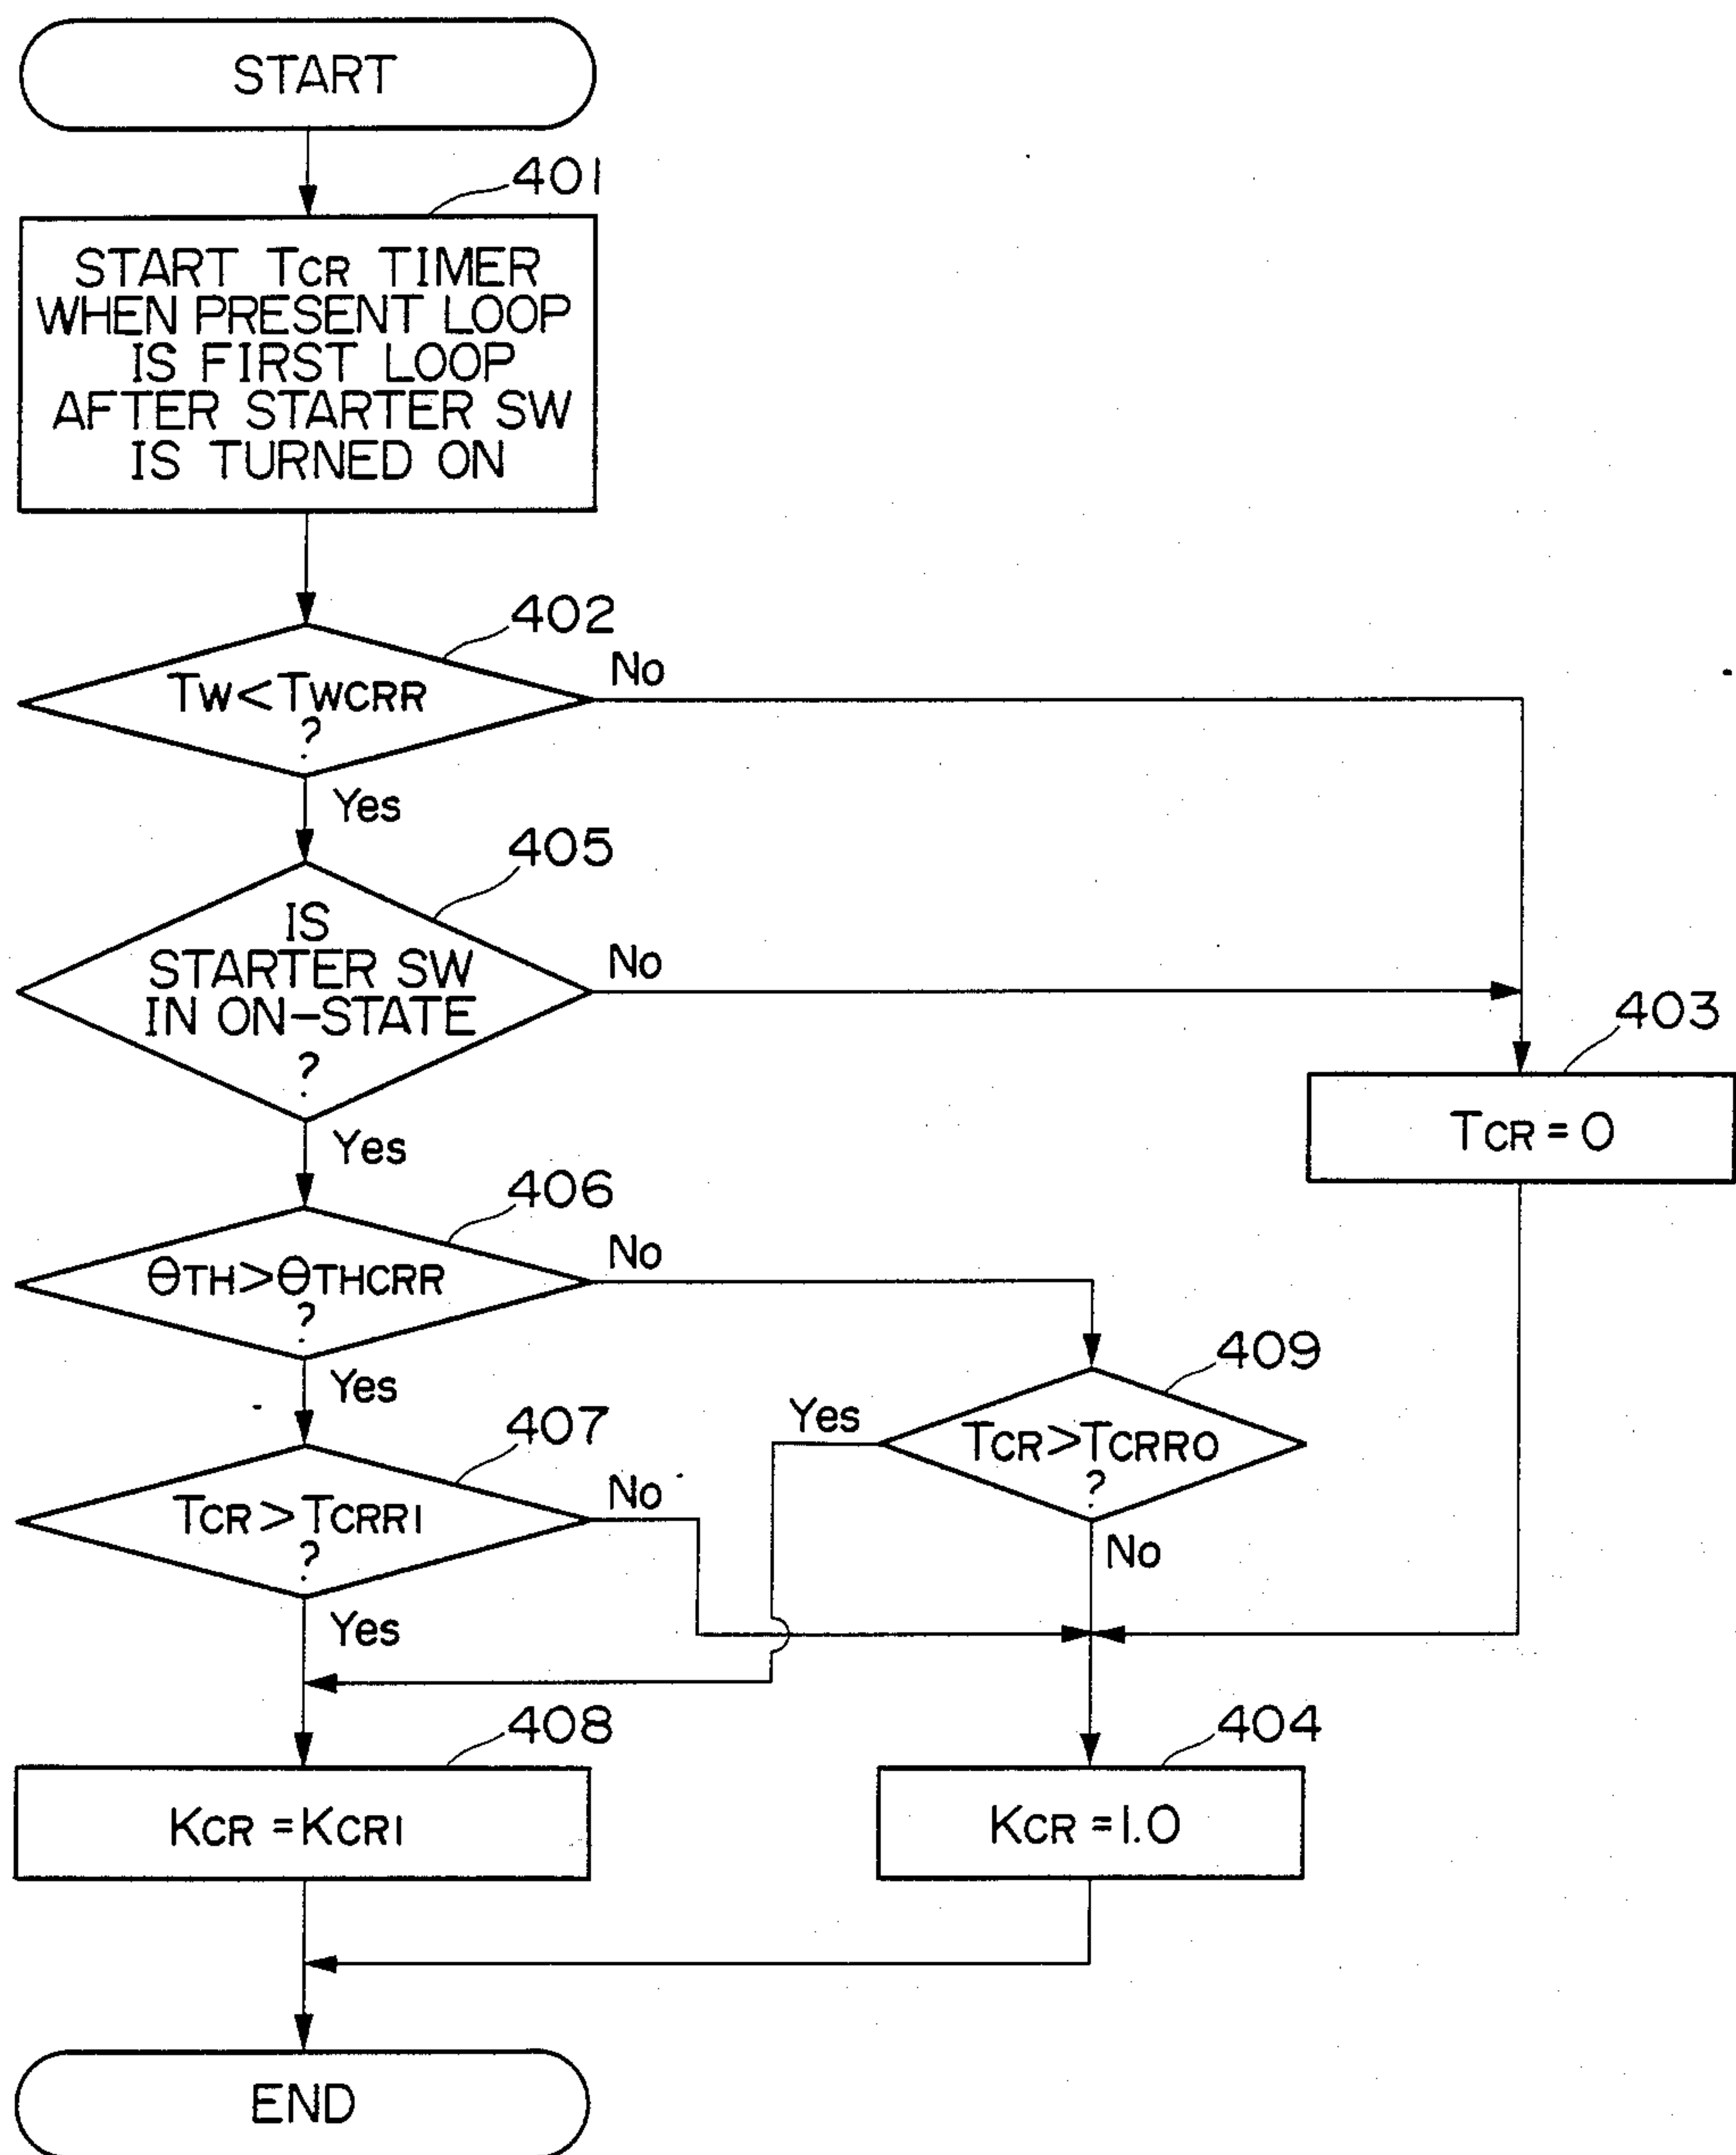 START
401
START TCR TIMER
WHEN PRESENT LOOP
IS FIRST LOOP
AFTER STARTER SW
IS TURNED ON
402
TW<TWCRR
?
No
Yes
405
IS
STARTER SW
IN ON-STATE
?
No
Yes
403
TCR=0
406
θTH>θTHCRR
?
No
Yes
409
TCR>TCRR0
?
Yes
No
407
TCR>TCRR1
?
No
Yes
408
KCR=KCR1
404
KCR=1.0
END